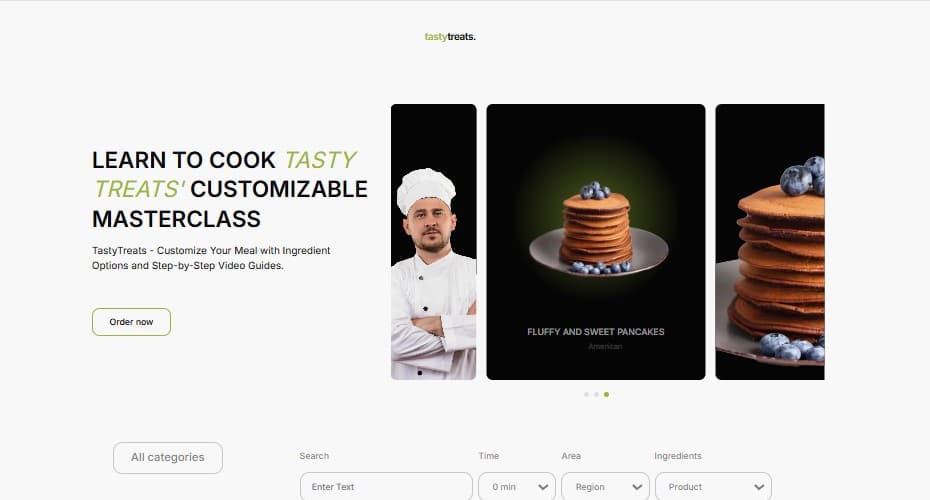 tastytreats.
LEARN TO COOK TASTY
TREATS' CUSTOMIZABLE
MASTERCLASS
TastyTreats - Customize Your Meal with Ingredient
Options and Step-by-Step Video Guides.
Order now
FLUFFY AND SWEET PANCAKES
American
All categories
Search
Time
Area
Ingredients
Enter Text
0 min
Region
Product